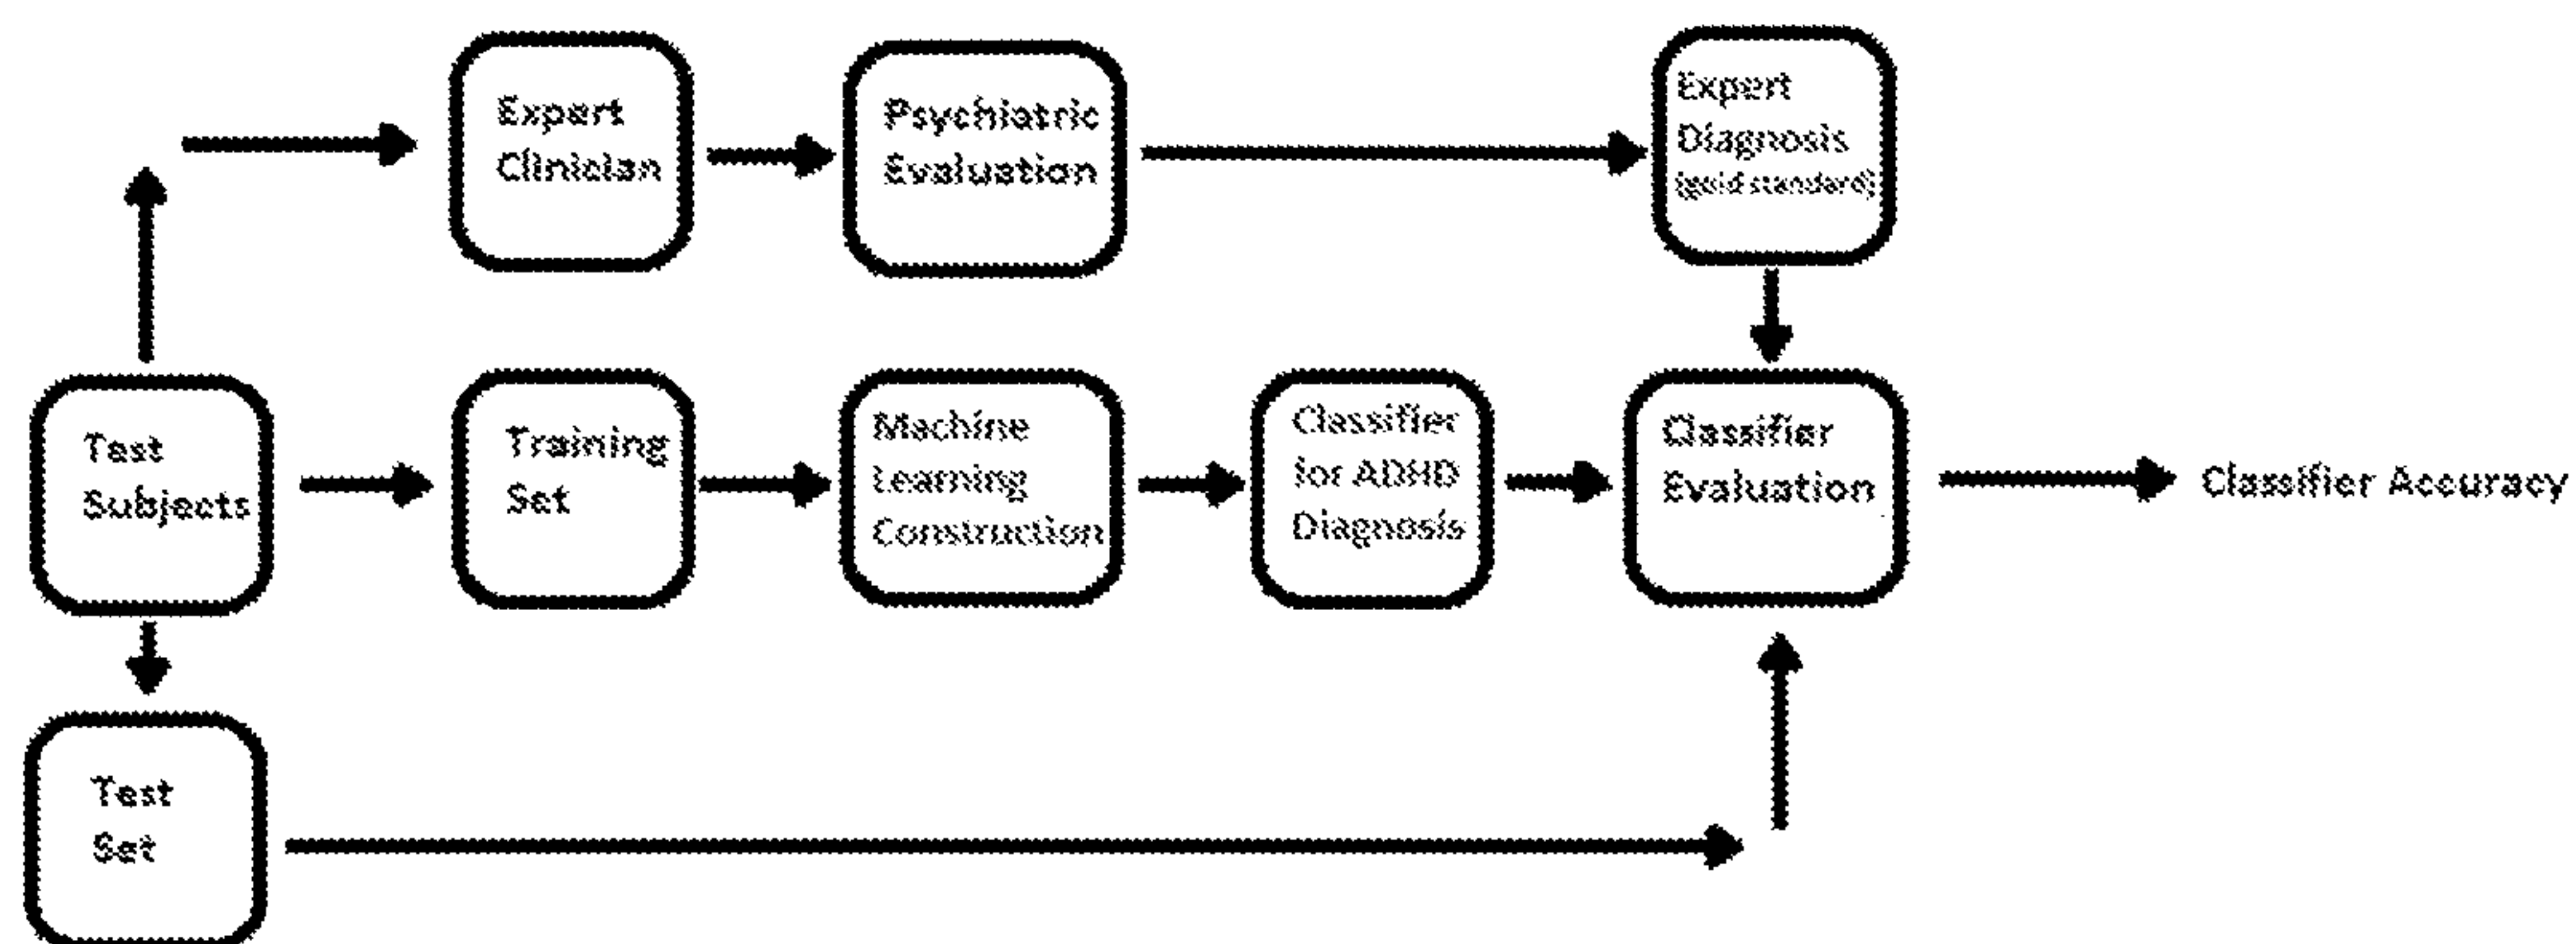 Expert
Clinician
Psychiatric
Evaluation
Expert
Diagnosis
(gold standard)
Test
Subjects
Training
Set
Machine
Learning
Construction
Classifier
for ADHD
Diagnosis
Classifier
Evaluation
Classifier Accuracy
Test
Set